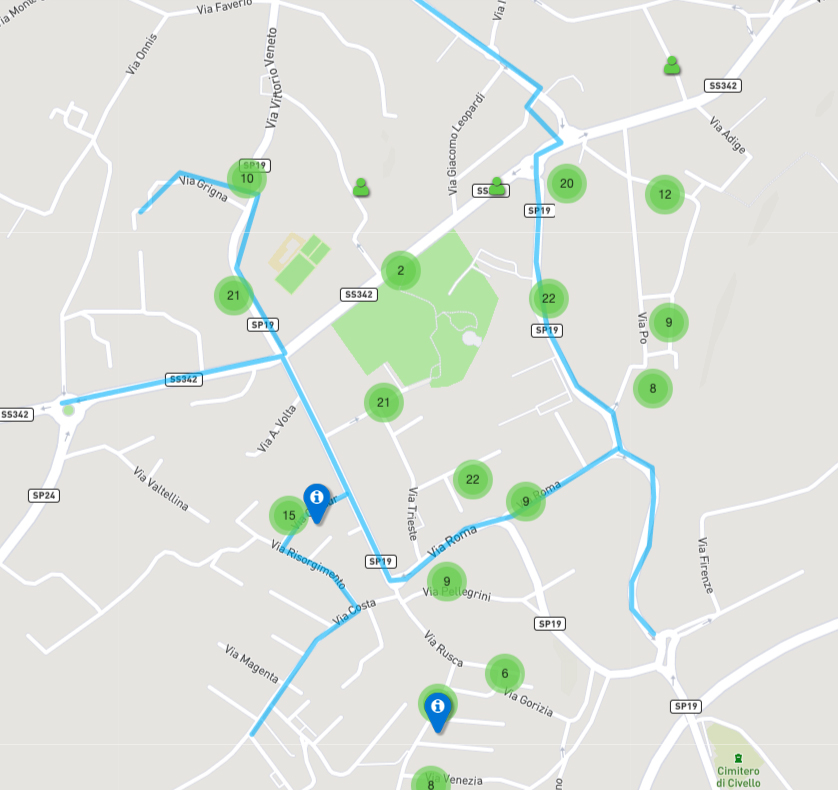 Via Faverio
Via Onnis
Via Vittorio Veneto
SS342
Via Giacomo Leopardi
Via Adige
SP19
10
Via Grigna
20
12
SP19
2
21
SS342
22
SP19
SP19
Via Po
9
8
SS342
21
SS342
Via A. Volta
Via Valtellina
SP24
22
9
Via Trieste
15
Via Roma
Via Risorgimento
SP19
9
Via Pellegrini
Via Firenze
Via Costa
SP19
Via Rusca
Via Magenta
6
Via Gorizia
SP19
Cimitero
di Civello
8
Via Venezia